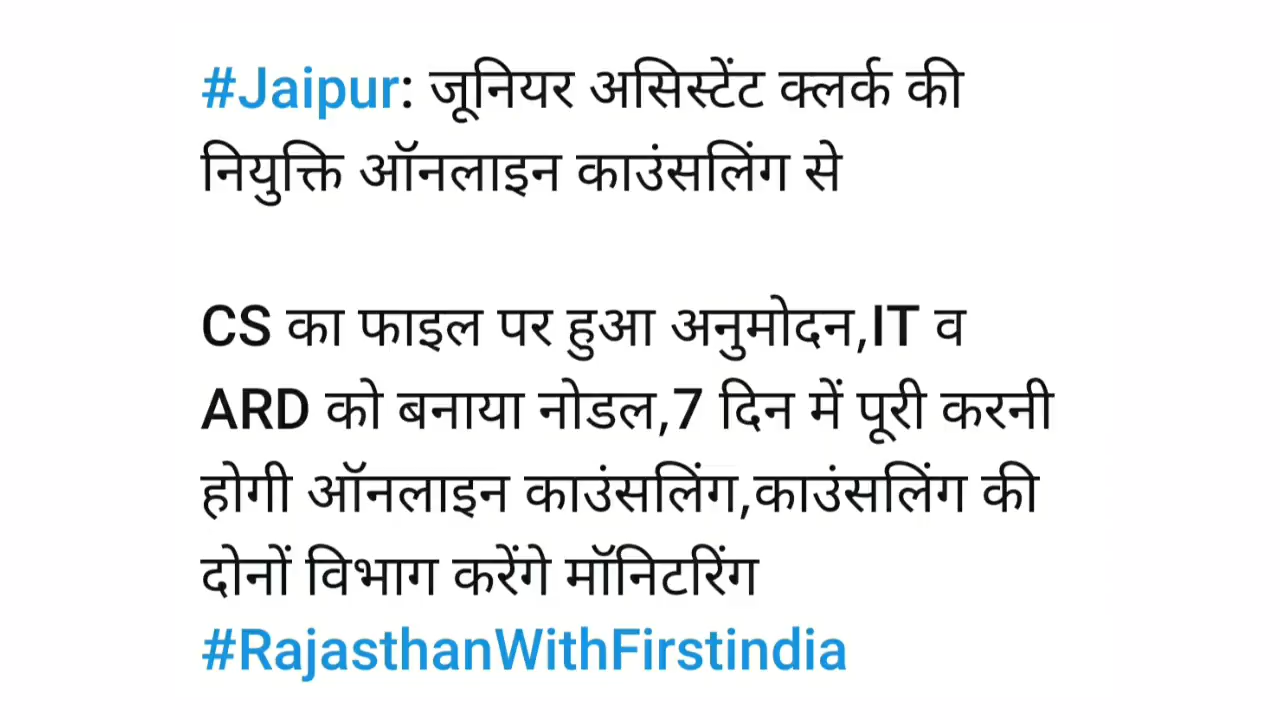 #Jaipur: जूनियर असिस्टेंट क्लर्क की
नियुक्ति ऑनलाइन काउंसलिंग से
CS का फाइल पर हुआ अनुमोदन,IT व
ARD को बनाया नोडल,7 दिन में पूरी करनी
होगी ऑनलाइन काउंसलिंग,काउंसलिंग की
दोनों विभाग करेंगे मॉनिटरिंग
#RajasthanWithFirstindia